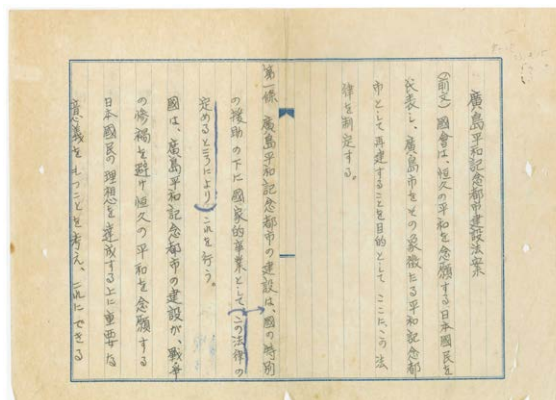 廣島平和記念都市建設法案
(前文) 國會は、恒久の平和を念願する日本國民を
代表し、廣島市をその象徴たる平和記念都
市として再建することを目的として ここに、この法
律を制定する。
第一條 廣島平和記念都市の建設は、國の特別
の援助の下に國家的事業として(この法律の
定めるところにより)これを行う。
國は、廣島平和記念都市の建設が、戰爭
の惨禍を避け恒久の平和を念願する
日本國民の理想を達成する上に重要な
意義をもつことを考え、これにできる